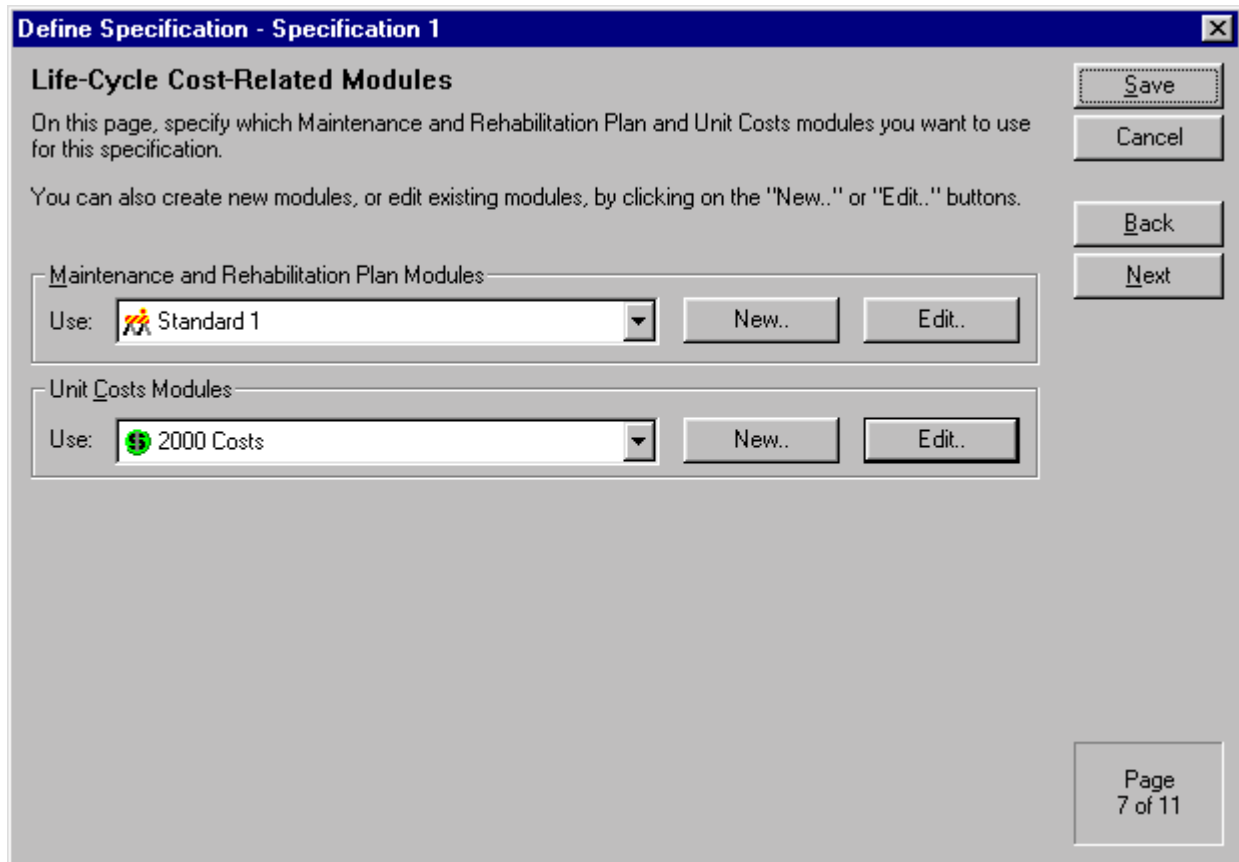 Define Specification - Specification 1
Life-Cycle Cost-Related Modules
On this page, specify which Maintenance and Rehabilitation Plan and Unit Costs modules you want to use
for this specification.
You can also create new modules, or edit existing modules, by clicking on the "New.." or "Edit.." buttons.
Save
Cancel
Back
Next
Maintenance and Rehabilitation Plan Modules
Use: Standard 1 New.. Edit..
Unit Costs Modules
Use: $ 2000 Costs New.. Edit..
Page
7 of 11